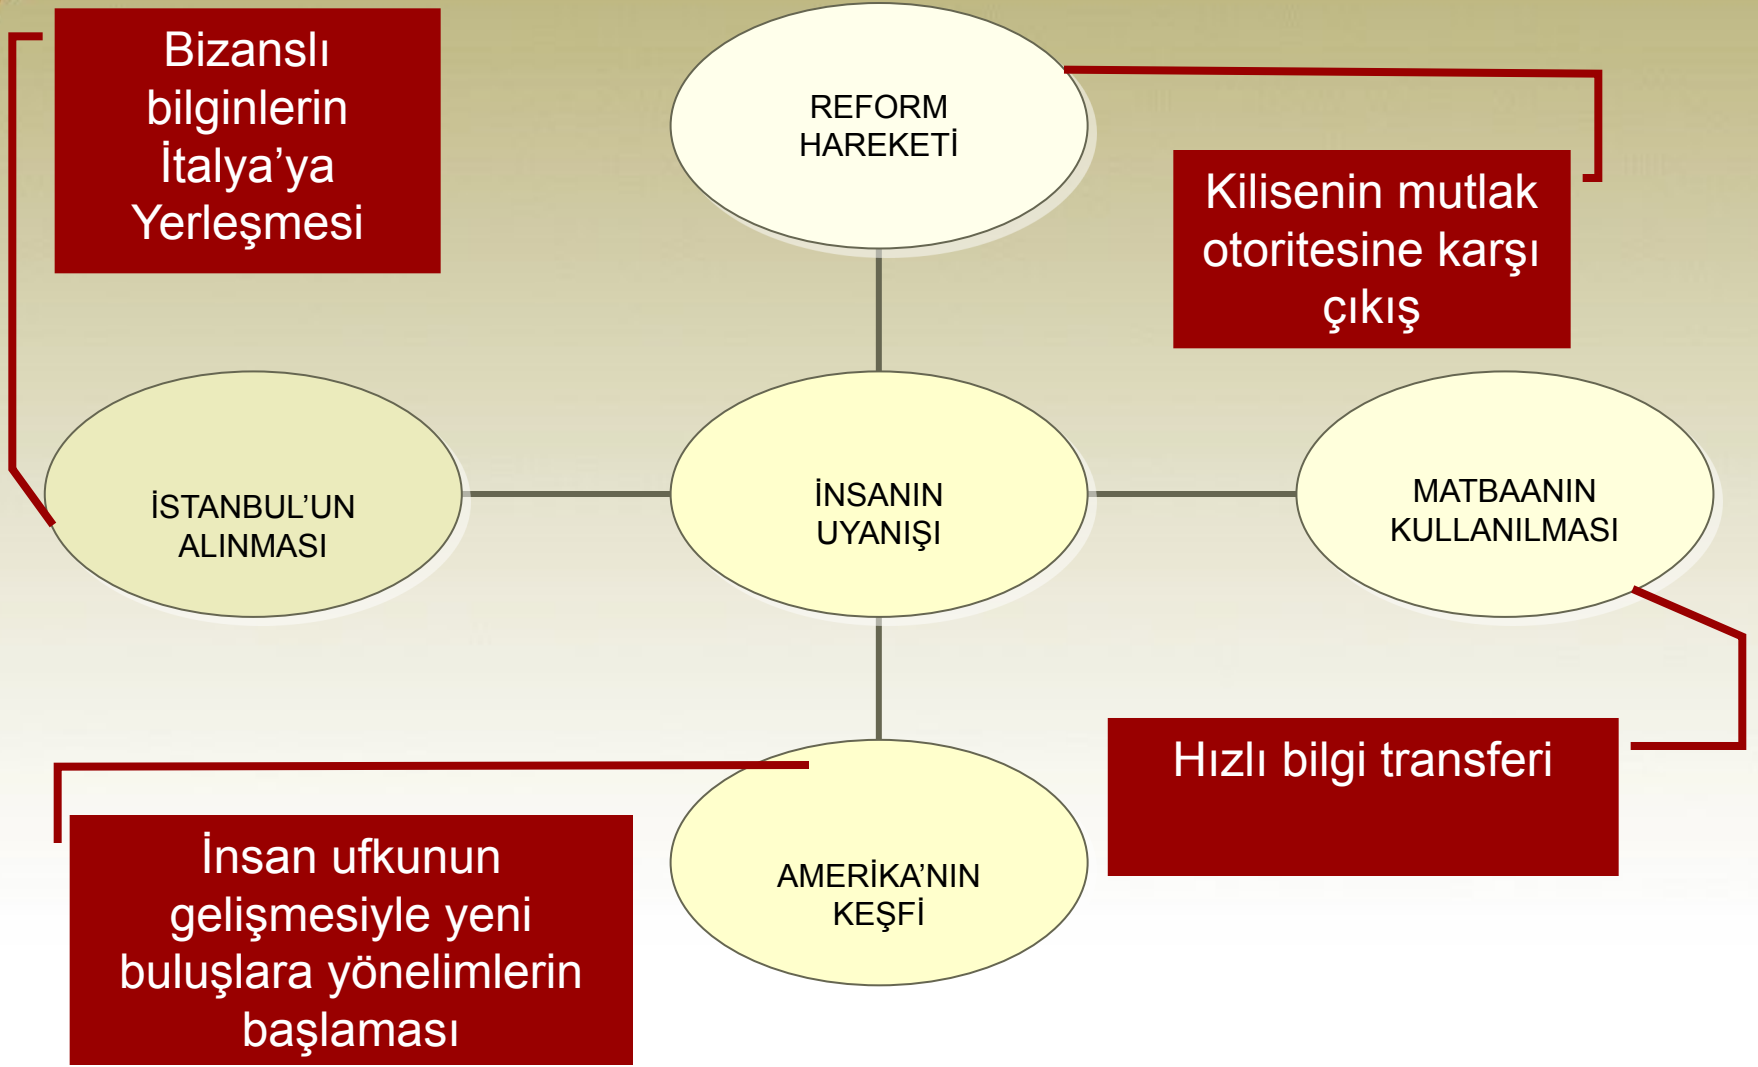 Bizanslı
bilginlerin
İtalya’ya
Yerleşmesi
REFORM
HAREKETİ
Kilisenin mutlak
otoritesine karşı
çıkış
İSTANBUL’UN
ALINMASI
İNSANIN
UYANIŞI
MATBAANIN
KULLANILMASI
Hızlı bilgi transferi
İnsan ufkunun
gelişmesiyle yeni
buluşlara yönelimlerin
başlaması
AMERİKA’NIN
KEŞFİ